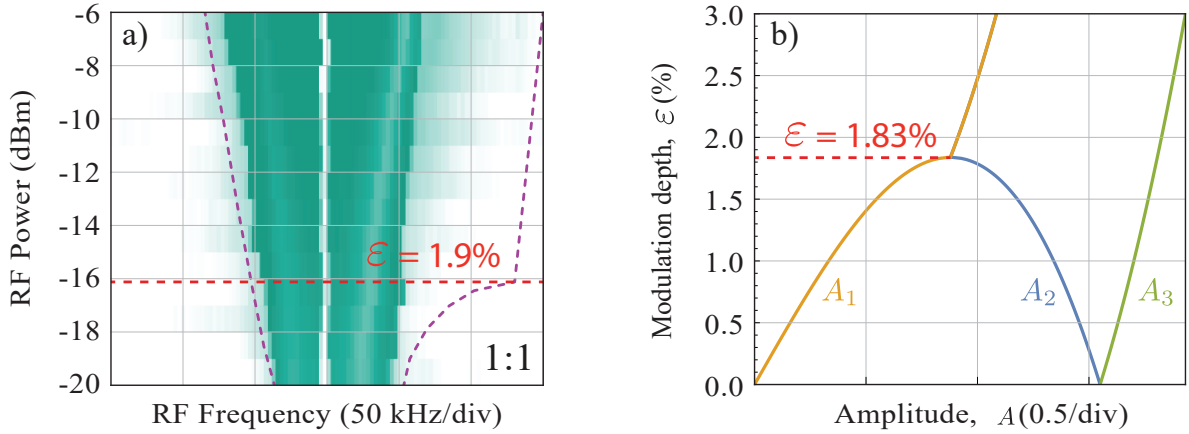 a)
-6
-8
-10
-12
-14
-16
-18
-20
RF Power (dBm)
ε = 1.9%
1:1
RF Frequency (50 kHz/div)
b)
3.0
2.5
2.0
1.5
1.0
0.5
0.0
Modulation depth, ε(%)
ε = 1.83%
A₁
A₂
A₃
Amplitude, A(0.5/div)